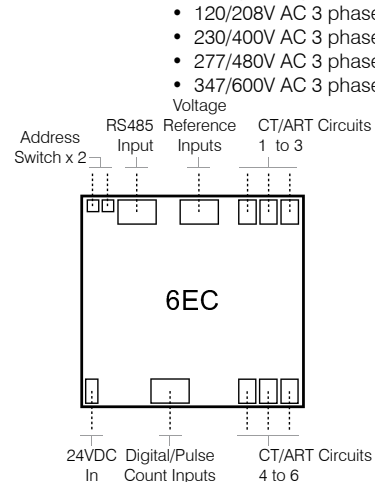 • 120/208V AC 3 phase
• 230/400V AC 3 phase
• 277/480V AC 3 phase
• 347/600V AC 3 phase
Address
Switch x 2
RS485
Input
Voltage
Reference
Inputs
CT/ART Circuits
1 to 3
6EC
24VDC
In
Digital/Pulse
Count Inputs
CT/ART Circuits
4 to 6